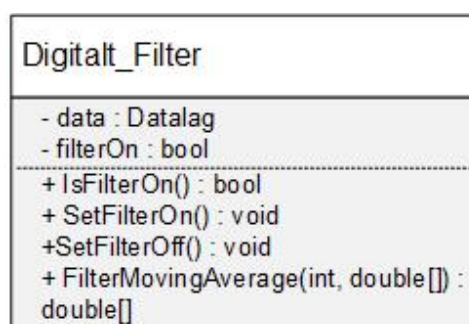 Digitalt_Filter
- data : Datalag
- filterOn : bool
+ IsFilterOn() : bool
+ SetFilterOn() : void
+SetFilterOff() : void
+ FilterMovingAverage(int, double[]) :
double[]